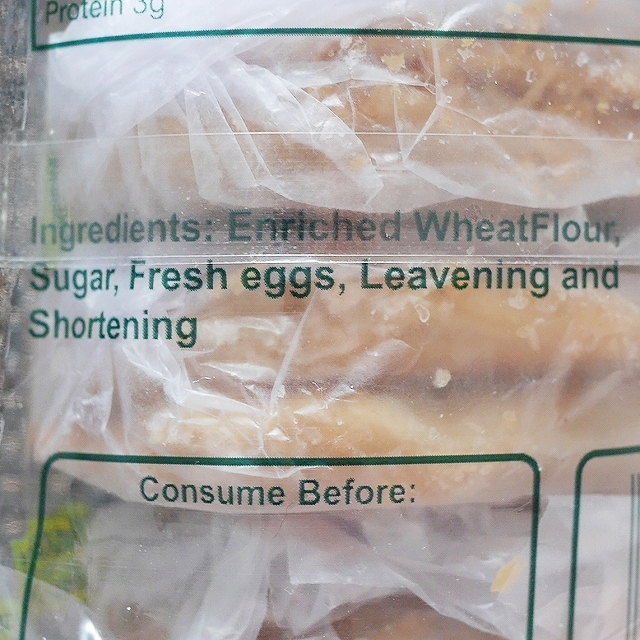 Protein 3g
Ingredients: Enriched WheatFlour,
Sugar, Fresh eggs, Leavening and
Shortening
Consume Before: